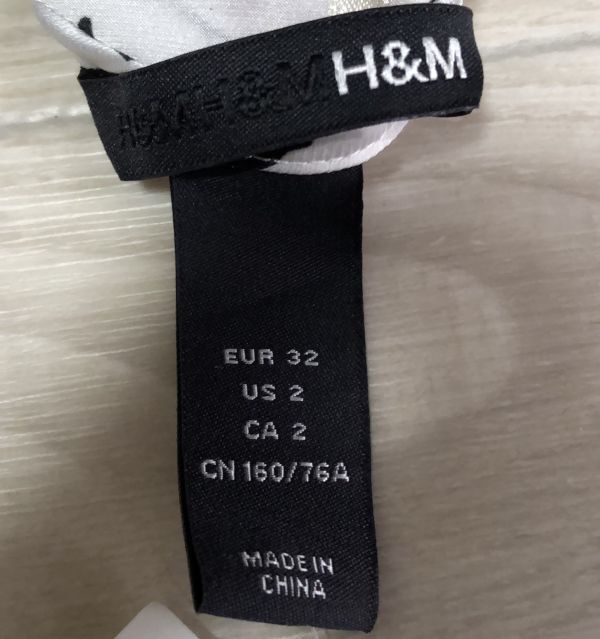 H&M H&M H&M
EUR 32
US 2
CA 2
CN 160/76A
MADE IN
CHINA